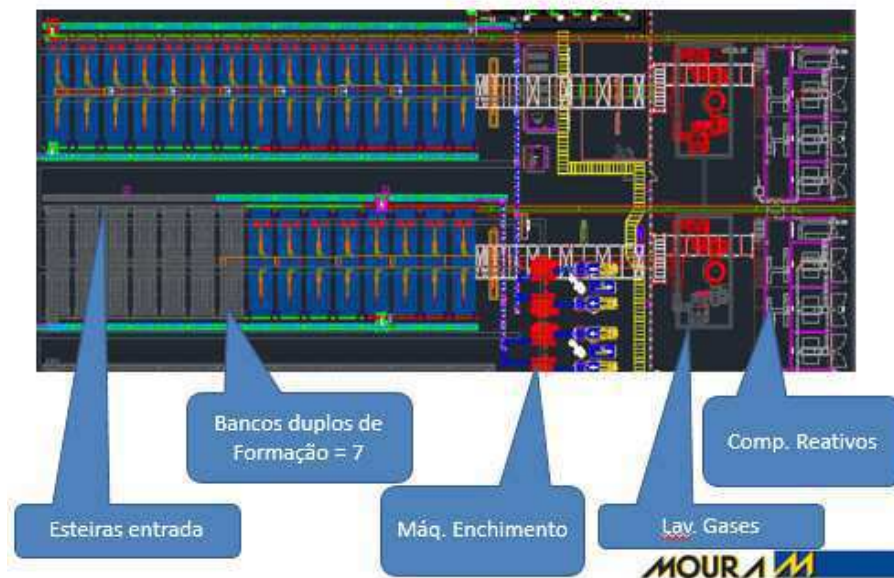 Bancos duplos de
Formação = 7
Comp. Reativos
Esteiras entrada
Máq. Enchimento
Lav. Gases
MOURA